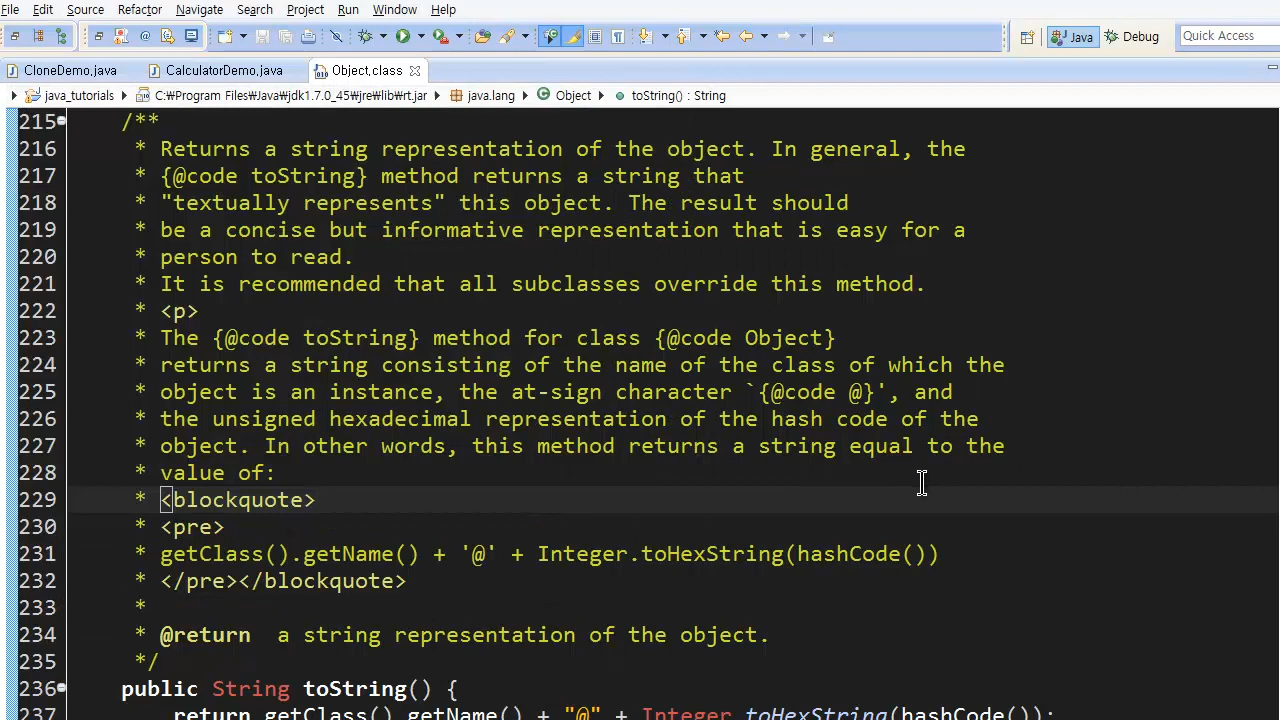 File Edit Source Refactor Navigate Search Project Run Window Help
Java Debug Quick Access
CloneDemo.java CalculatorDemo.java Object.class
java_tutorials C:₩Program Files₩Java₩jdk1.7.0_45₩jre₩lib₩rt.jar java.lang Object toString() : String
215 /**
216 * Returns a string representation of the object. In general, the
217 * {@code toString} method returns a string that
218 * "textually represents" this object. The result should
219 * be a concise but informative representation that is easy for a
220 * person to read.
221 * It is recommended that all subclasses override this method.
222 * <p>
223 * The {@code toString} method for class {@code Object}
224 * returns a string consisting of the name of the class of which the
225 * object is an instance, the at-sign character `{@code @}', and
226 * the unsigned hexadecimal representation of the hash code of the
227 * object. In other words, this method returns a string equal to the
228 * value of:
229 * <blockquote>
230 * <pre>
231 * getClass().getName() + '@' + Integer.toHexString(hashCode())
232 * </pre></blockquote>
233 *
234 * @return  a string representation of the object.
235 */
236 public String toString() {
237 return getClass().getName() + "@" + Integer.toHexString(hashCode());